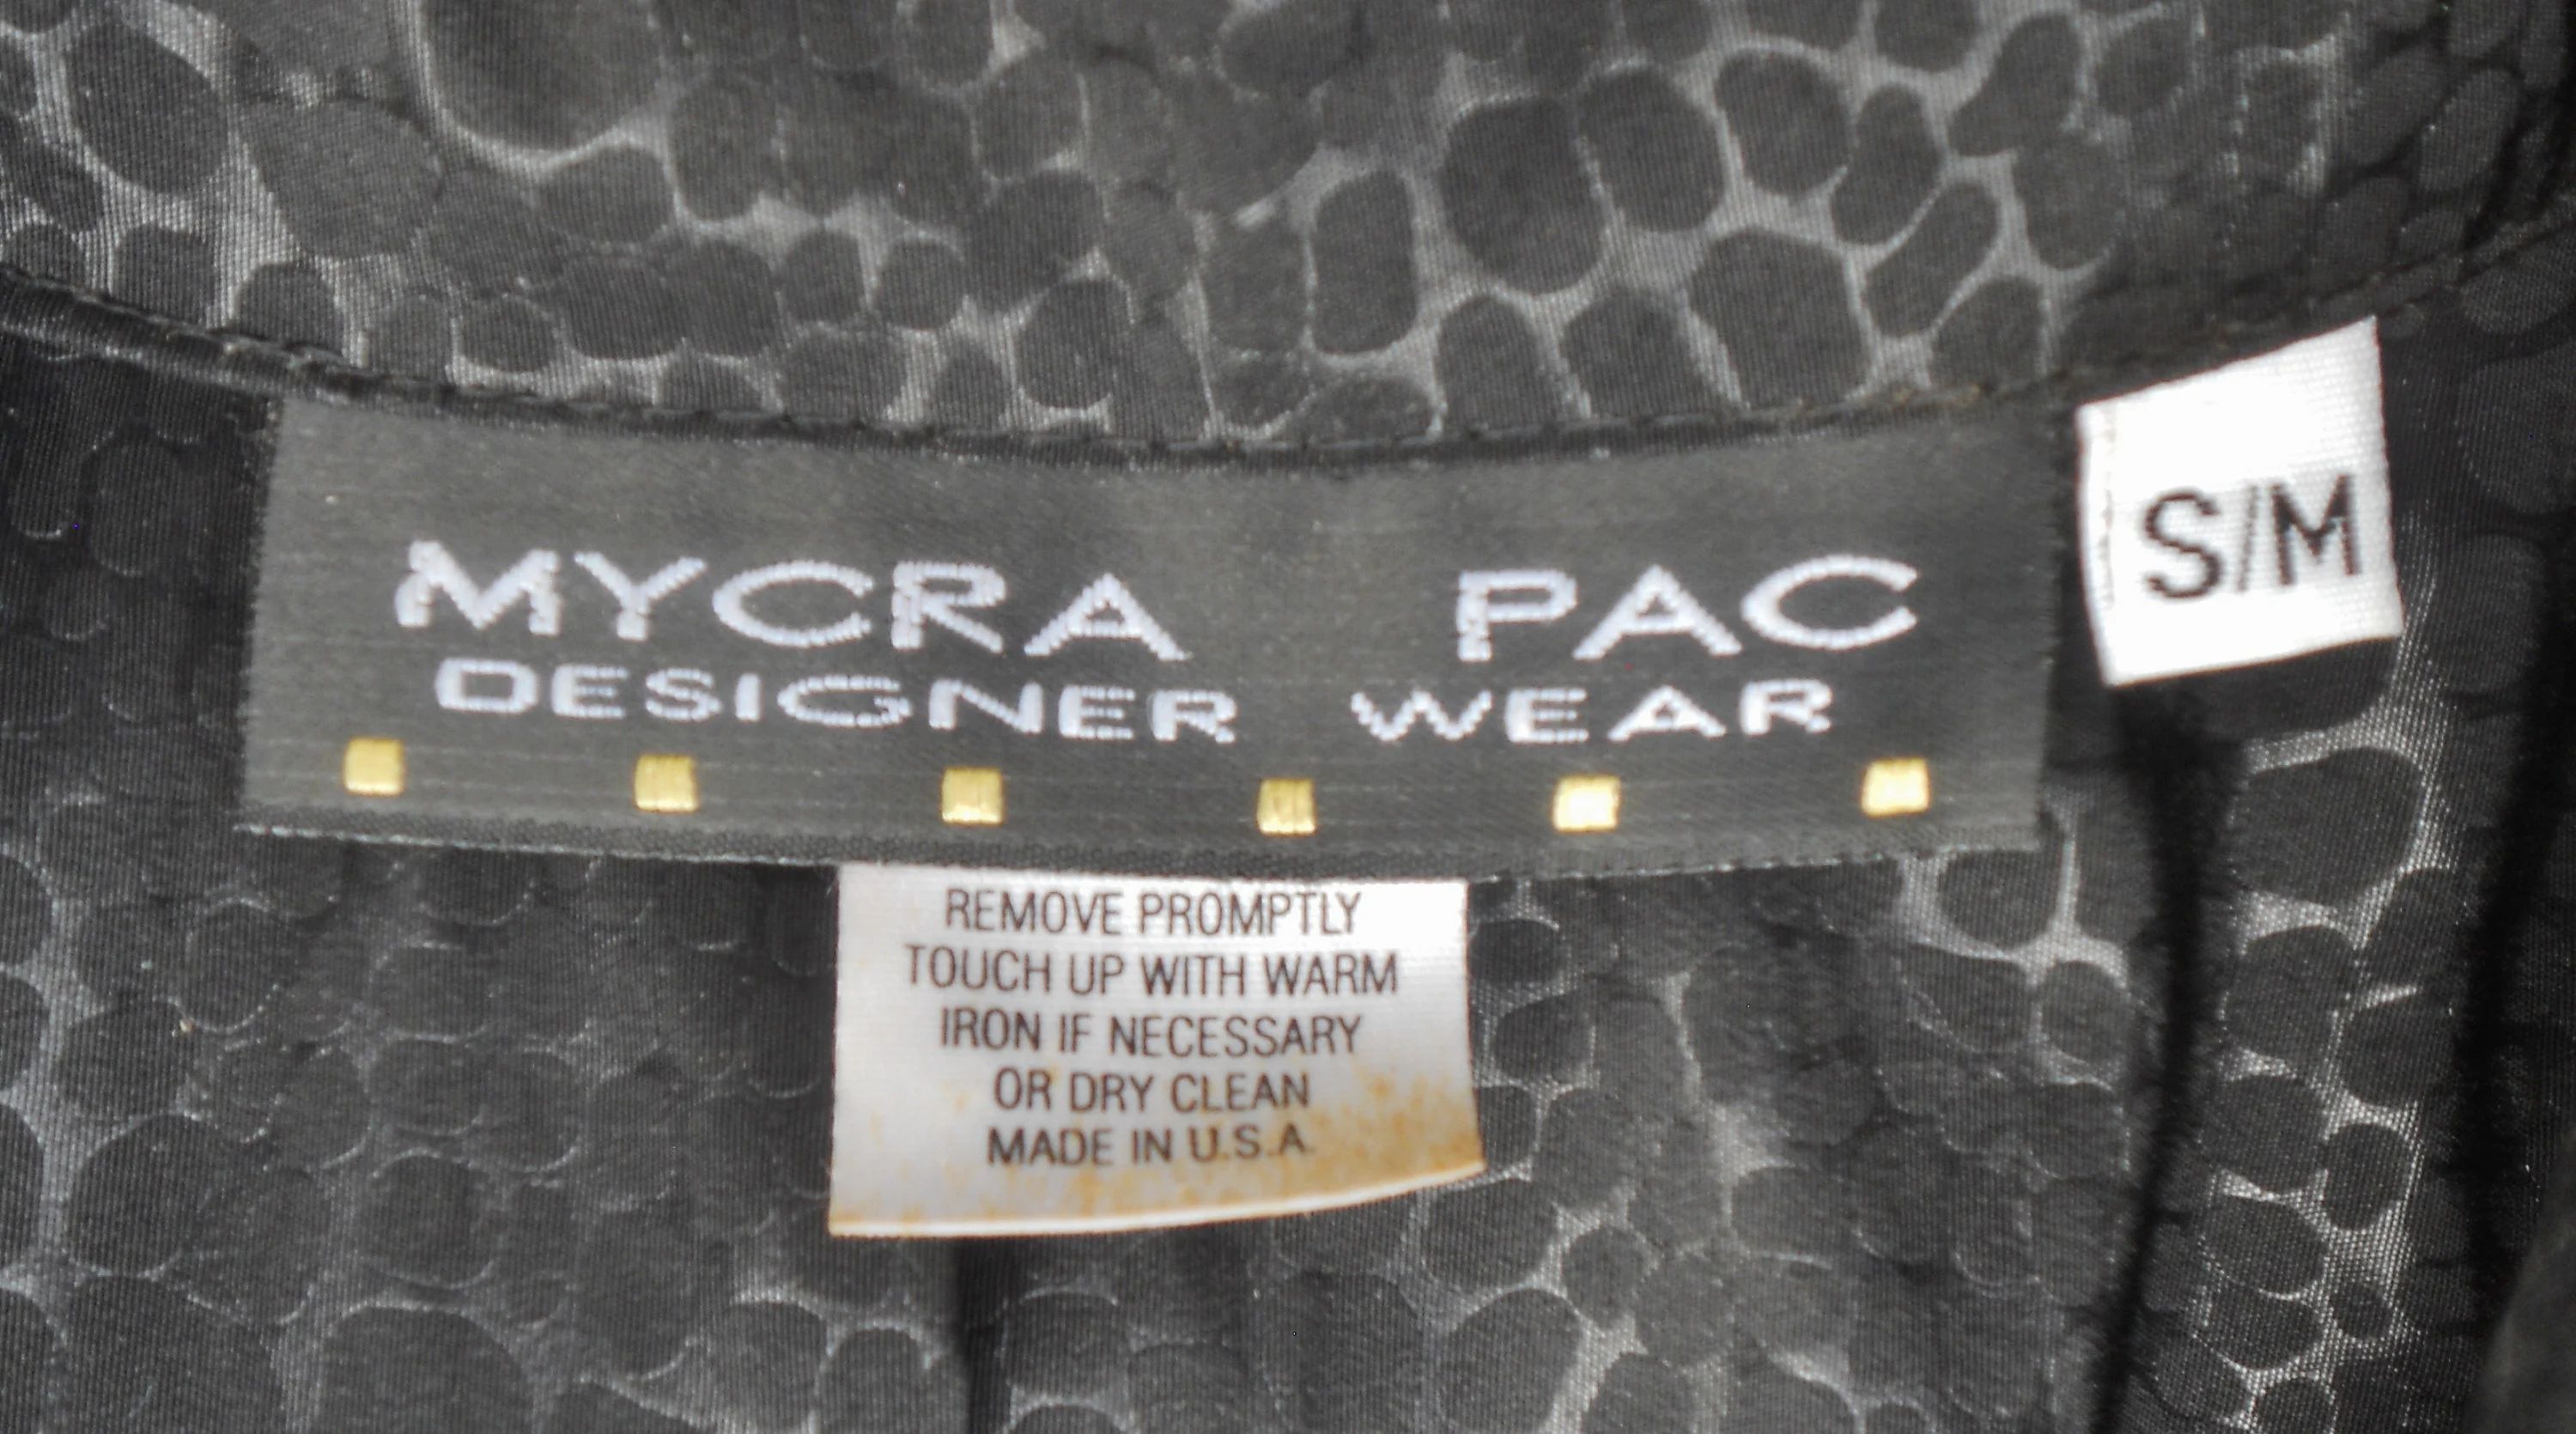 MYCRA PAC
DESIGNER WEAR
S/M
REMOVE PROMPTLY
TOUCH UP WITH WARM
IRON IF NECESSARY
OR DRY CLEAN
MADE IN U.S.A.